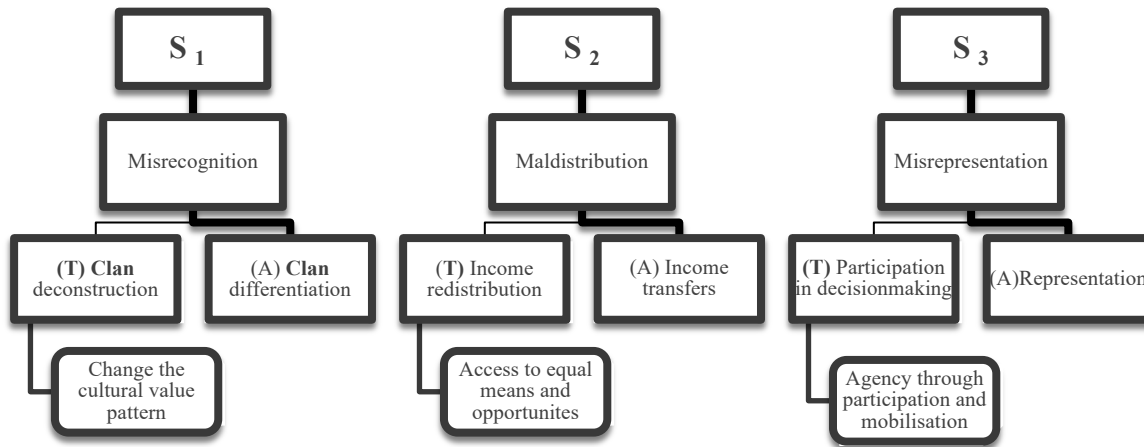 S 1
Misrecognition
(T) Clan
deconstruction
(A) Clan
differentiation
Change the
cultural value
pattern
S 2
Maldistribution
(T) Income
redistribution
(A) Income
transfers
Access to equal
means and
opportunites
S 3
Misrepresentation
(T) Participation
in decisionmaking
(A)Representation
Agency through
participation and
mobilisation